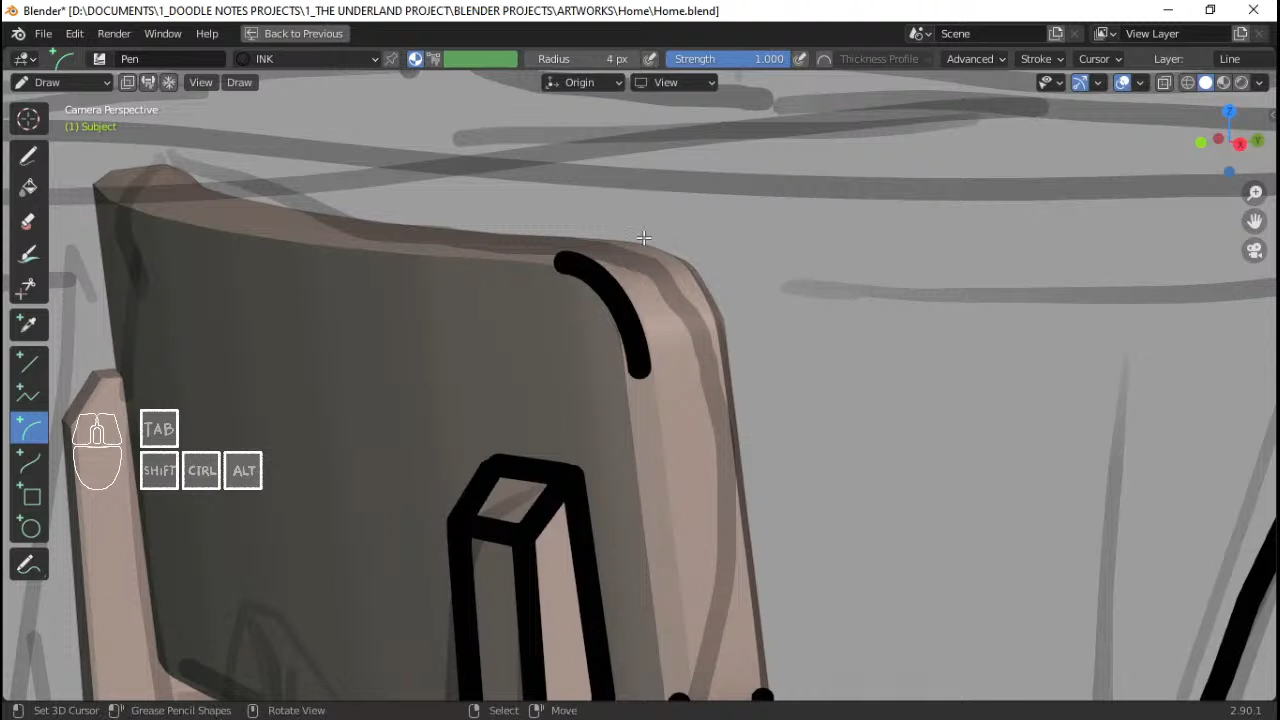 Blender* [D:\DOCUMENTS\1_DOODLE NOTES PROJECTS\1_THE UNDERLAND PROJECT\BLENDER PROJECTS\ARTWORKS\Home\Home.blend]
File Edit Render Window Help Back to Previous Scene View Layer
Pen INK Radius 4 px Strength 1.000 Thickness Profile Advanced Stroke Cursor Layer: Line
Draw View Draw Origin View
Camera Perspective
(1) Subject
Z
Y
X
TAB
SHIFT CTRL ALT
Set 3D Cursor Grease Pencil Shapes Rotate View Select Move 2.90.1